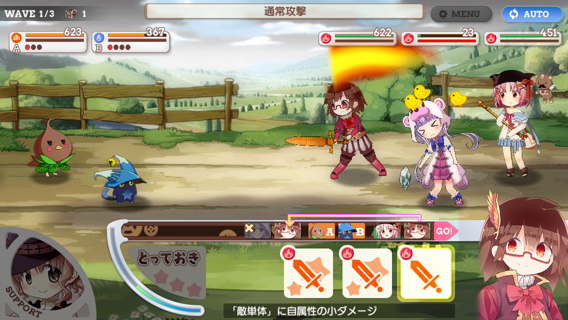 WAVE 1/3
1
通常攻撃
MENU
AUTO
623
A
367
B
622
23
451
A
B
GO!
とっておき
SUPPORT
「敵単体」に自属性の小ダメージ